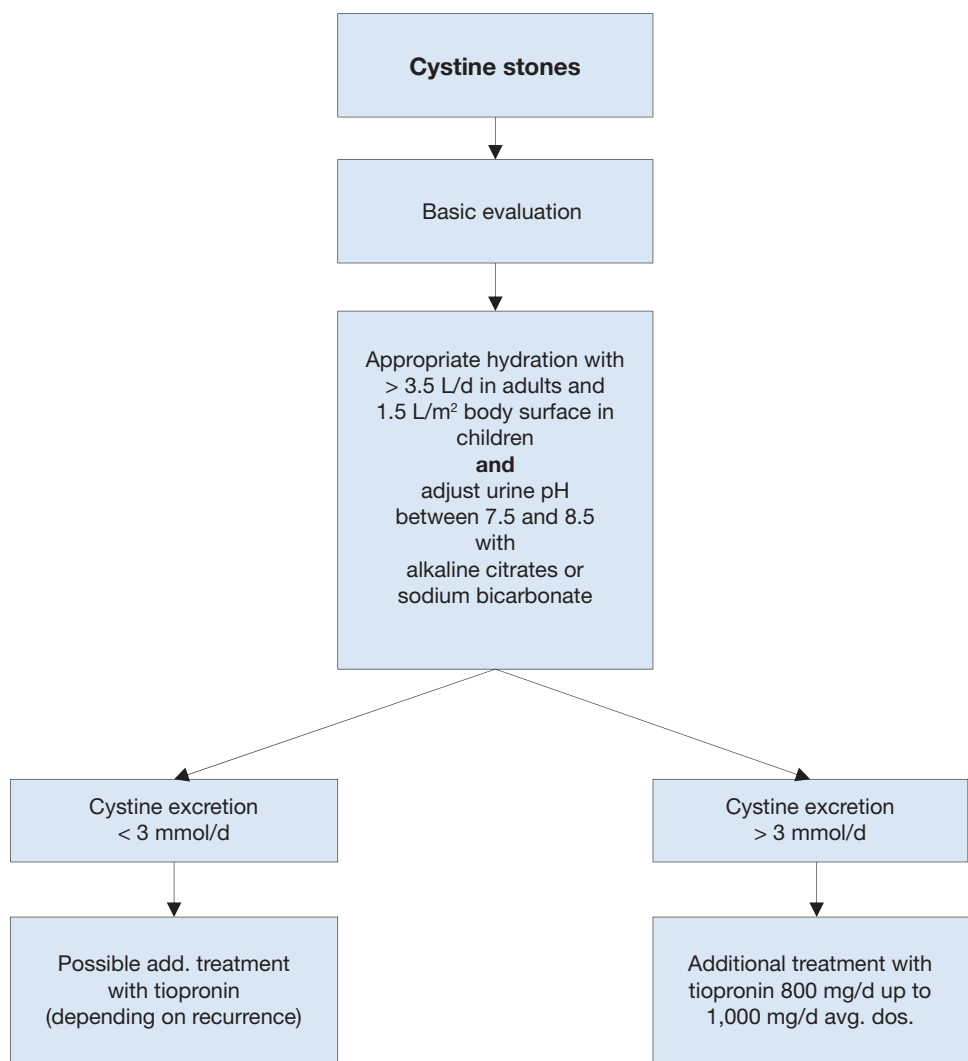 Cystine stones
Basic evaluation
Appropriate hydration with
> 3.5 L/d in adults and
1.5 L/m² body surface in
children
and
adjust urine pH
between 7.5 and 8.5
with
alkaline citrates or
sodium bicarbonate
Cystine excretion
< 3 mmol/d
Cystine excretion
> 3 mmol/d
Possible add. treatment
with tiopronin
(depending on recurrence)
Additional treatment with
tiopronin 800 mg/d up to
1,000 mg/d avg. dos.